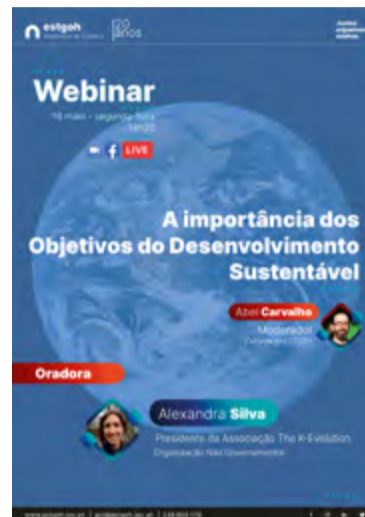 estgoh
20
anos
Webinar
maio - segunda-feira
LIVE
A importância dos
Objetivos do Desenvolvimento
Sustentável
Abel Carvalho
Moderador
Oradora
Alexandra Silva
Presidente da Associação The K-Evolution
Organização Não Governamental